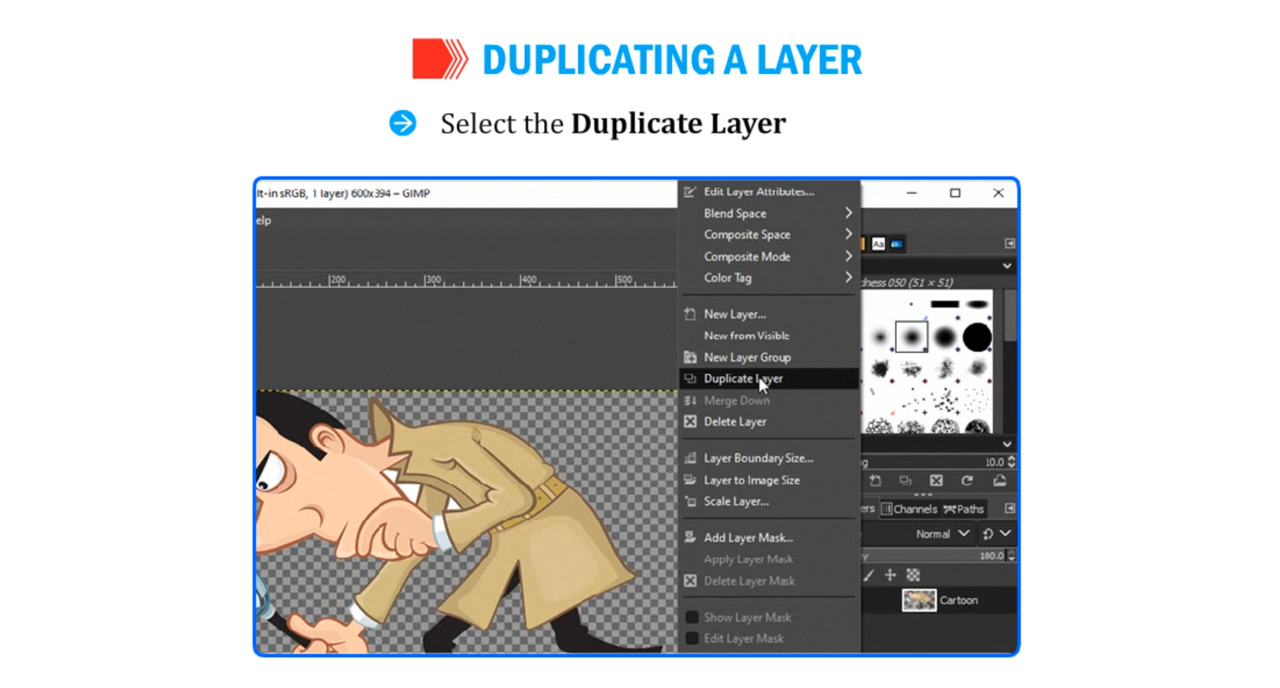 DUPLICATING A LAYER
Select the Duplicate Layer
lt-in sRGB, 1 layer) 600x394 – GIMP
elp
200 300 400 500
Edit Layer Attributes...
Blend Space
Composite Space
Composite Mode
Color Tag
New Layer...
New from Visible
New Layer Group
Duplicate Layer
Merge Down
Delete Layer
Layer Boundary Size...
Layer to Image Size
Scale Layer...
Add Layer Mask...
Apply Layer Mask
Delete Layer Mask
Show Layer Mask
Edit Layer Mask
Aa
dness 050 (51 × 51)
g 10.0
ers Channels Paths
Normal
y 100.0
Cartoon